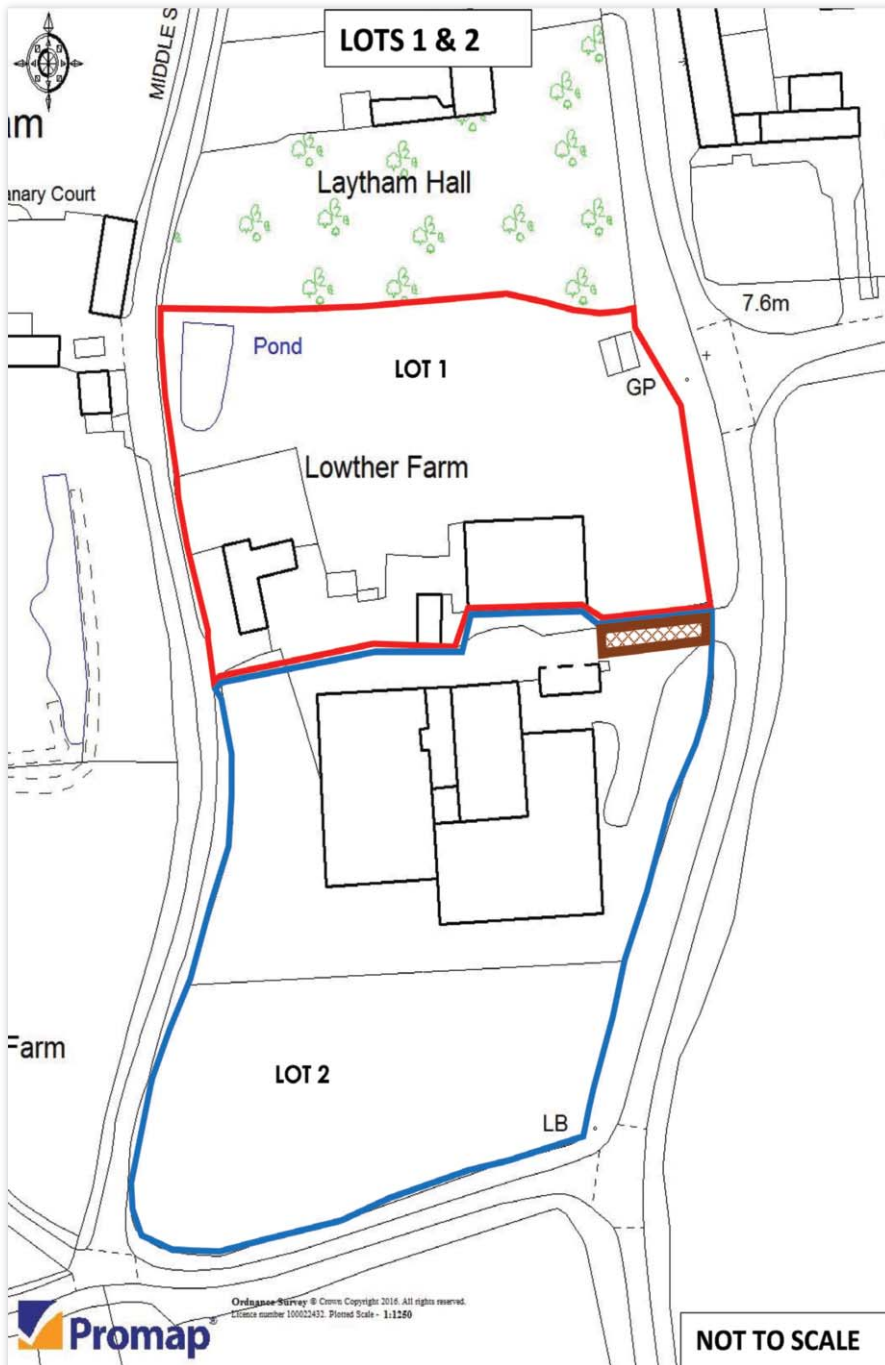 LOTS 1 & 2
MIDDLE S
Laytham Hall
anary Court
7.6m
Pond
LOT 1
GP
Lowther Farm
Farm
LOT 2
LB
Promap®
Ordnance Survey © Crown Copyright 2016. All rights reserved.
Licence number 100022432. Plotted Scale - 1:1250
NOT TO SCALE